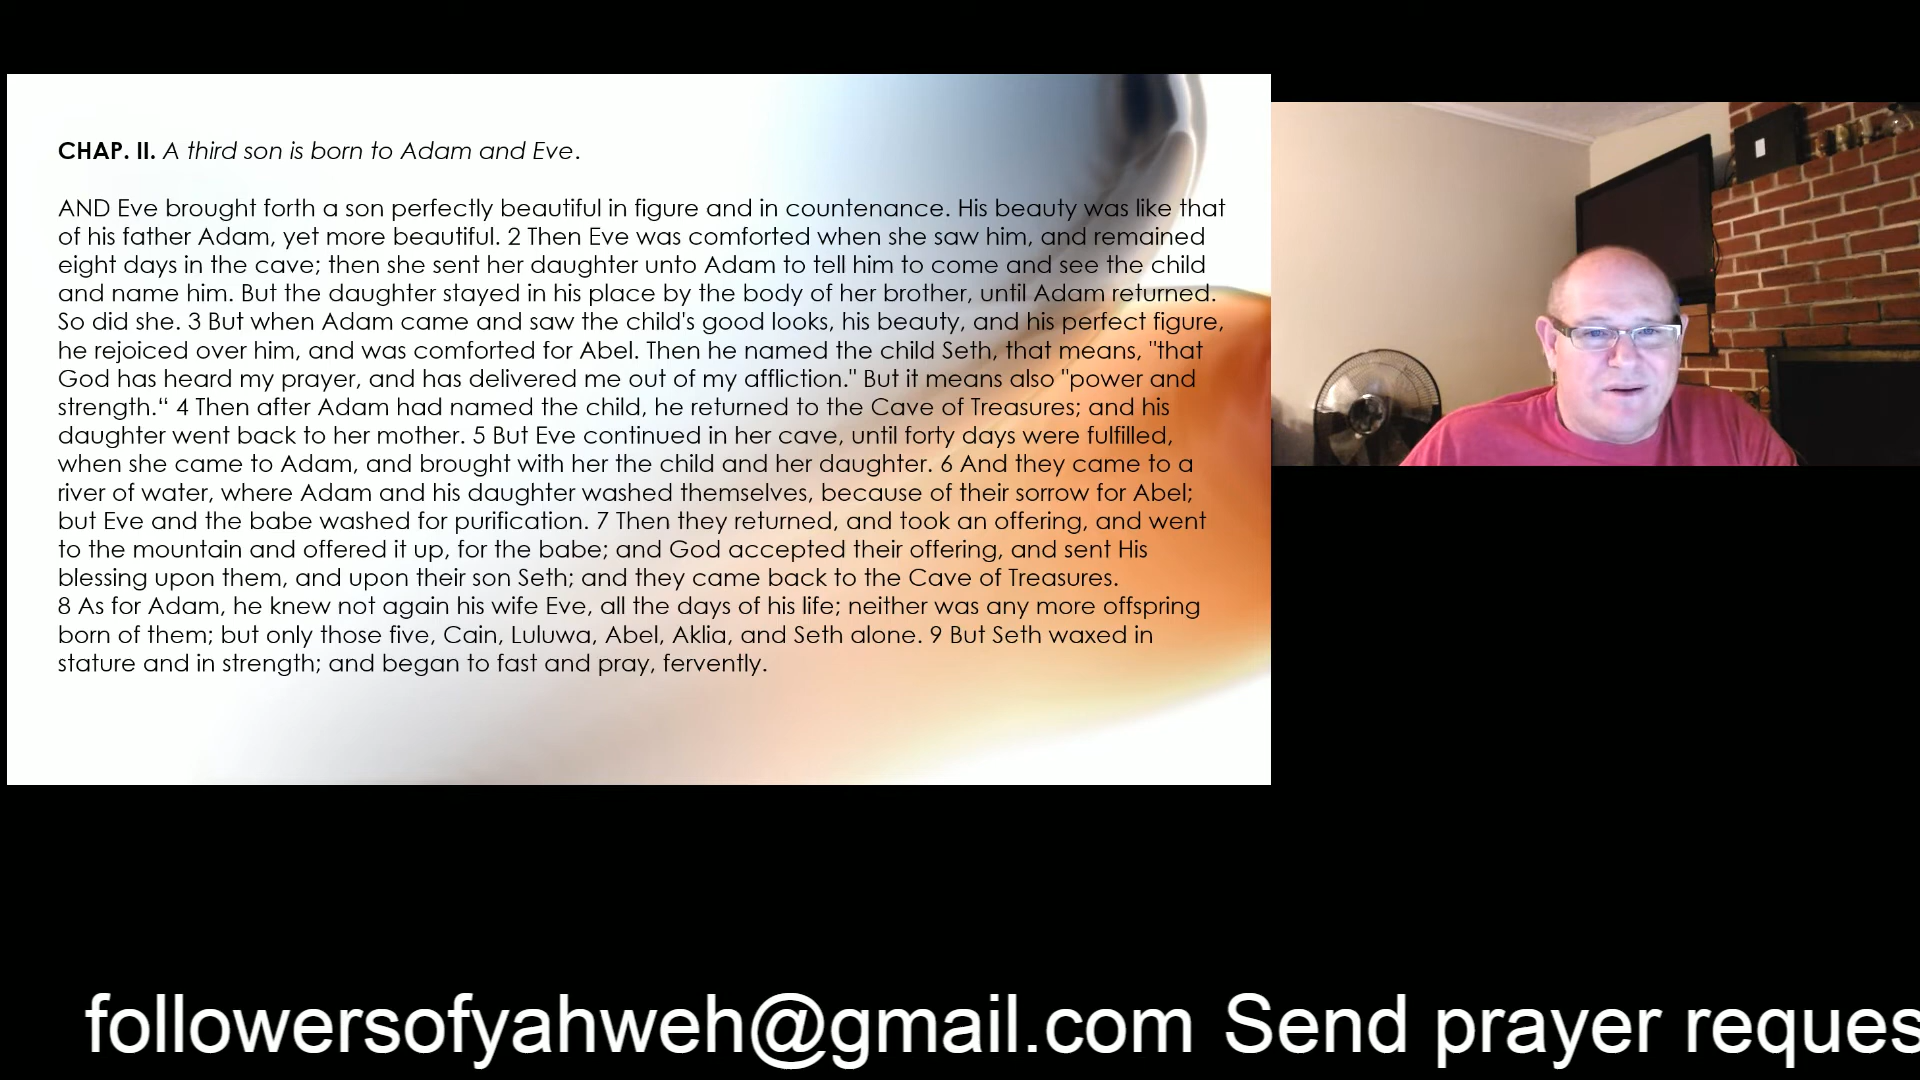 CHAP. II. A third son is born to Adam and Eve.
AND Eve brought forth a son perfectly beautiful in figure and in countenance. His beauty was like that
of his father Adam, yet more beautiful. 2 Then Eve was comforted when she saw him, and remained
eight days in the cave; then she sent her daughter unto Adam to tell him to come and see the child
and name him. But the daughter stayed in his place by the body of her brother, until Adam returned.
So did she. 3 But when Adam came and saw the child's good looks, his beauty, and his perfect figure,
he rejoiced over him, and was comforted for Abel. Then he named the child Seth, that means, "that
God has heard my prayer, and has delivered me out of my affliction." But it means also "power and
strength.“ 4 Then after Adam had named the child, he returned to the Cave of Treasures; and his
daughter went back to her mother. 5 But Eve continued in her cave, until forty days were fulfilled,
when she came to Adam, and brought with her the child and her daughter. 6 And they came to a
river of water, where Adam and his daughter washed themselves, because of their sorrow for Abel;
but Eve and the babe washed for purification. 7 Then they returned, and took an offering, and went
to the mountain and offered it up, for the babe; and God accepted their offering, and sent His
blessing upon them, and upon their son Seth; and they came back to the Cave of Treasures.
8 As for Adam, he knew not again his wife Eve, all the days of his life; neither was any more offspring
born of them; but only those five, Cain, Luluwa, Abel, Aklia, and Seth alone. 9 But Seth waxed in
stature and in strength; and began to fast and pray, fervently.
followersofyahweh@gmail.com Send prayer reques